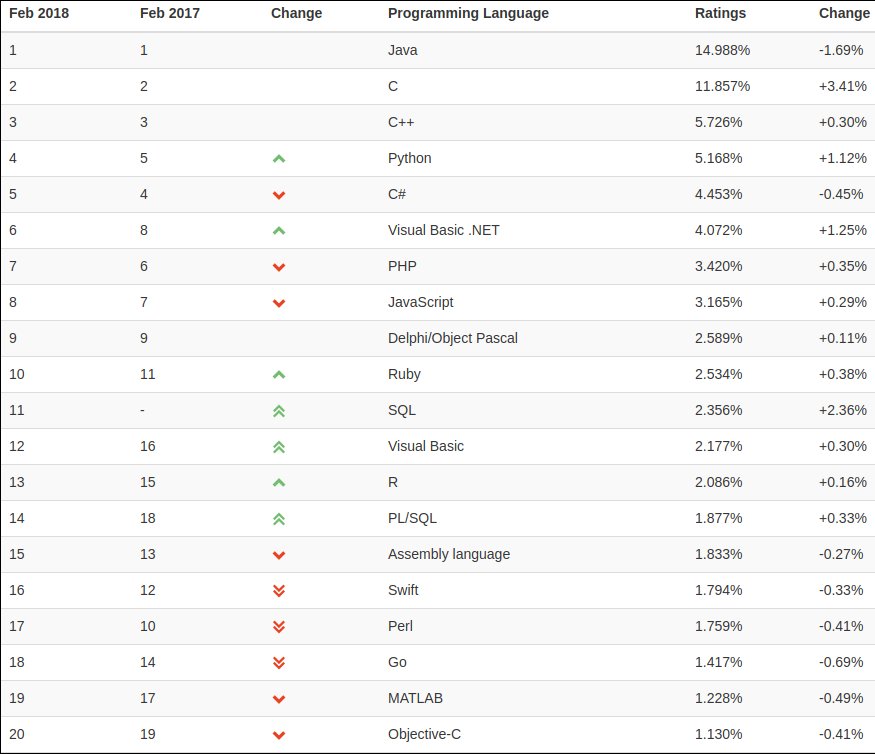 Feb 2018 Feb 2017 Change Programming Language Ratings Change
1 1 Java 14.988% -1.69%
2 2 C 11.857% +3.41%
3 3 C++ 5.726% +0.30%
4 5 Python 5.168% +1.12%
5 4 C# 4.453% -0.45%
6 8 Visual Basic .NET 4.072% +1.25%
7 6 PHP 3.420% +0.35%
8 7 JavaScript 3.165% +0.29%
9 9 Delphi/Object Pascal 2.589% +0.11%
10 11 Ruby 2.534% +0.38%
11 - SQL 2.356% +2.36%
12 16 Visual Basic 2.177% +0.30%
13 15 R 2.086% +0.16%
14 18 PL/SQL 1.877% +0.33%
15 13 Assembly language 1.833% -0.27%
16 12 Swift 1.794% -0.33%
17 10 Perl 1.759% -0.41%
18 14 Go 1.417% -0.69%
19 17 MATLAB 1.228% -0.49%
20 19 Objective-C 1.130% -0.41%